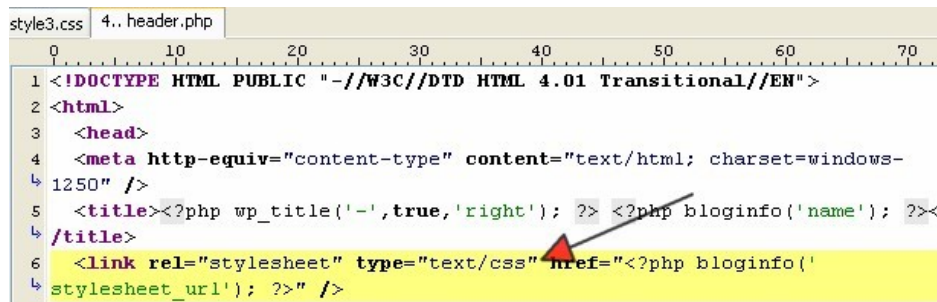 style3.css 4.. header.php
0 10 20 30 40 50 60 70
1 <!DOCTYPE HTML PUBLIC "-//W3C//DTD HTML 4.01 Transitional//EN">
2 <html>
3 <head>
4 <meta http-equiv="content-type" content="text/html; charset=windows-
1250" />
5 <title><?php wp_title('-',true,'right'); ?> <?php bloginfo('name'); ?><
/title>
6 <link rel="stylesheet" type="text/css" href="<?php bloginfo('
stylesheet_url'); ?>" />